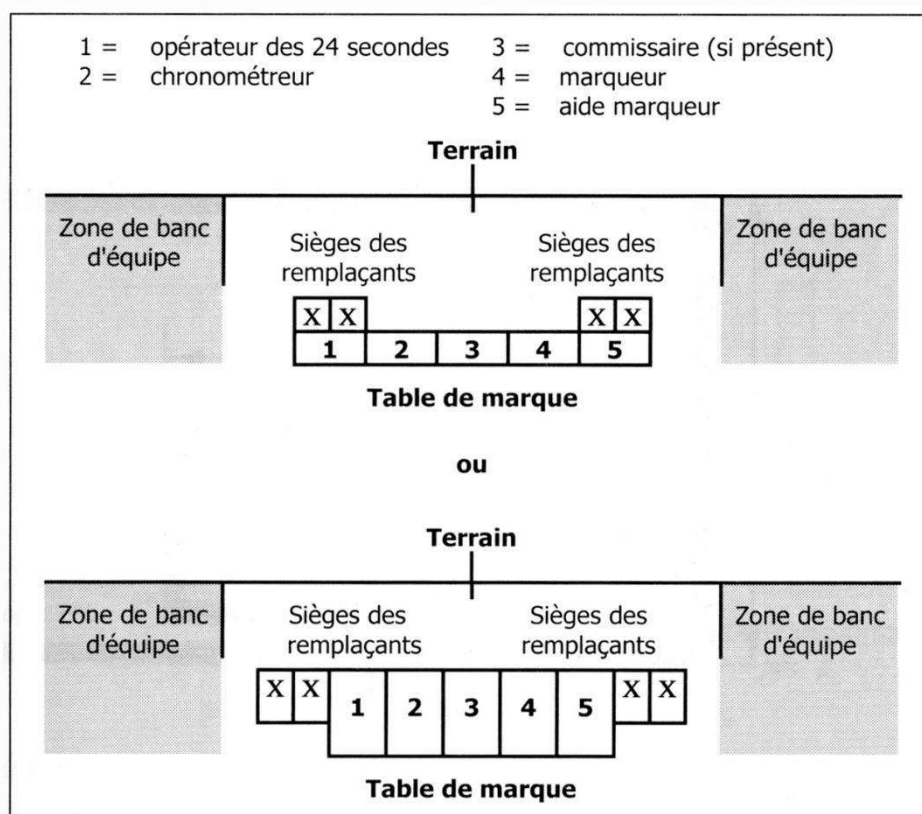 1 = opérateur des 24 secondes 3 = commissaire (si présent)
2 = chronométreur 4 = marqueur
5 = aide marqueur
Terrain
Zone de banc d'équipe
Sièges des remplaçants
Sièges des remplaçants
Zone de banc d'équipe
X X X X
1 2 3 4 5
Table de marque
ou
Terrain
Zone de banc d'équipe
Sièges des remplaçants
Sièges des remplaçants
Zone de banc d'équipe
X X 1 2 3 4 5 X X
Table de marque